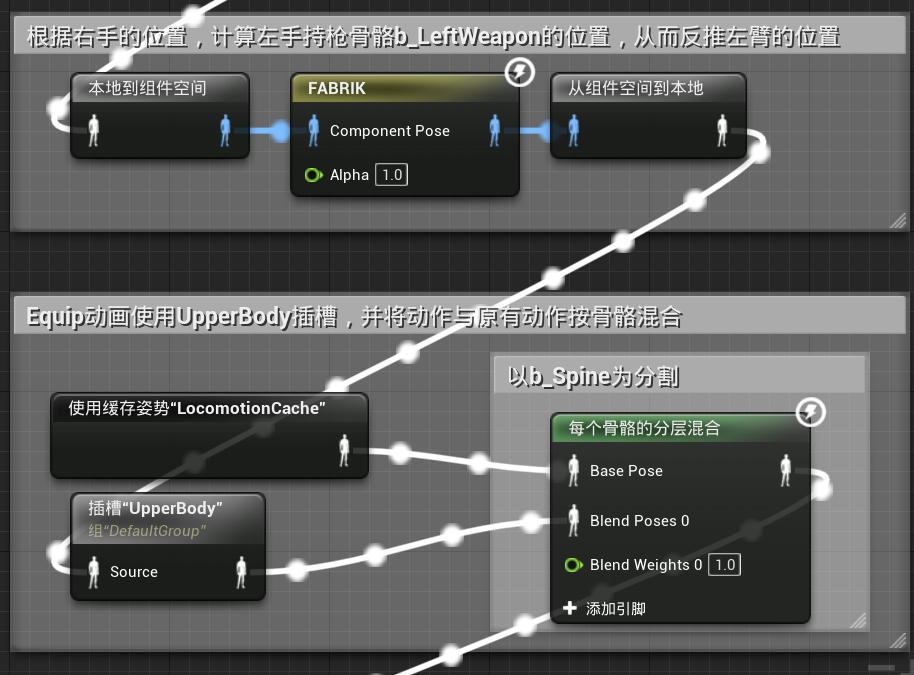 根据右手的位置，计算左手持枪骨骼b_LeftWeapon的位置，从而反推左臂的位置
本地到组件空间
FABRIK
Component Pose
Alpha 1.0
从组件空间到本地
Equip动画使用UpperBody插槽，并将动作与原有动作按骨骼混合
以b_Spine为分割
使用缓存姿势“LocomotionCache”
插槽“UpperBody”
组“DefaultGroup”
Source
每个骨骼的分层混合
Base Pose
Blend Poses 0
Blend Weights 0 1.0
添加引脚